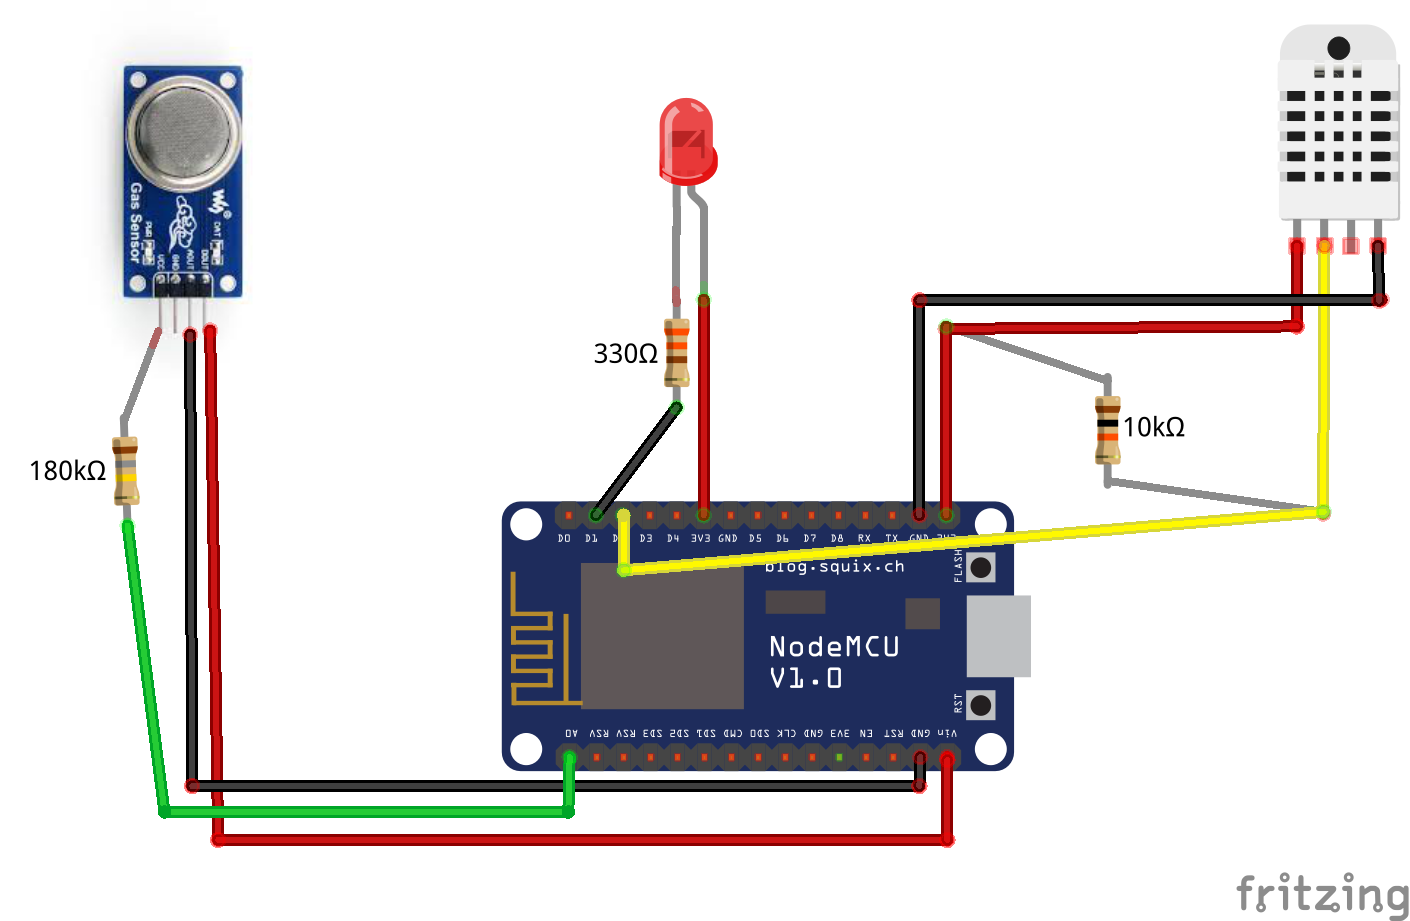 Gas Sensor
PWR
DAT
VCC
GND
AOUT
DOUT
330Ω
180kΩ
10kΩ
D0 D1 D3 D4 3V3 GND D5 D6 D7 D8 RX TX GND 3V3
blog.squix.ch
FLASH
NodeMCU
V1.0
RST
A0 RSV RSV SD3 SD2 SD1 CMD SD0 CLK GND 3V3 EN RST GND Vin
fritzing